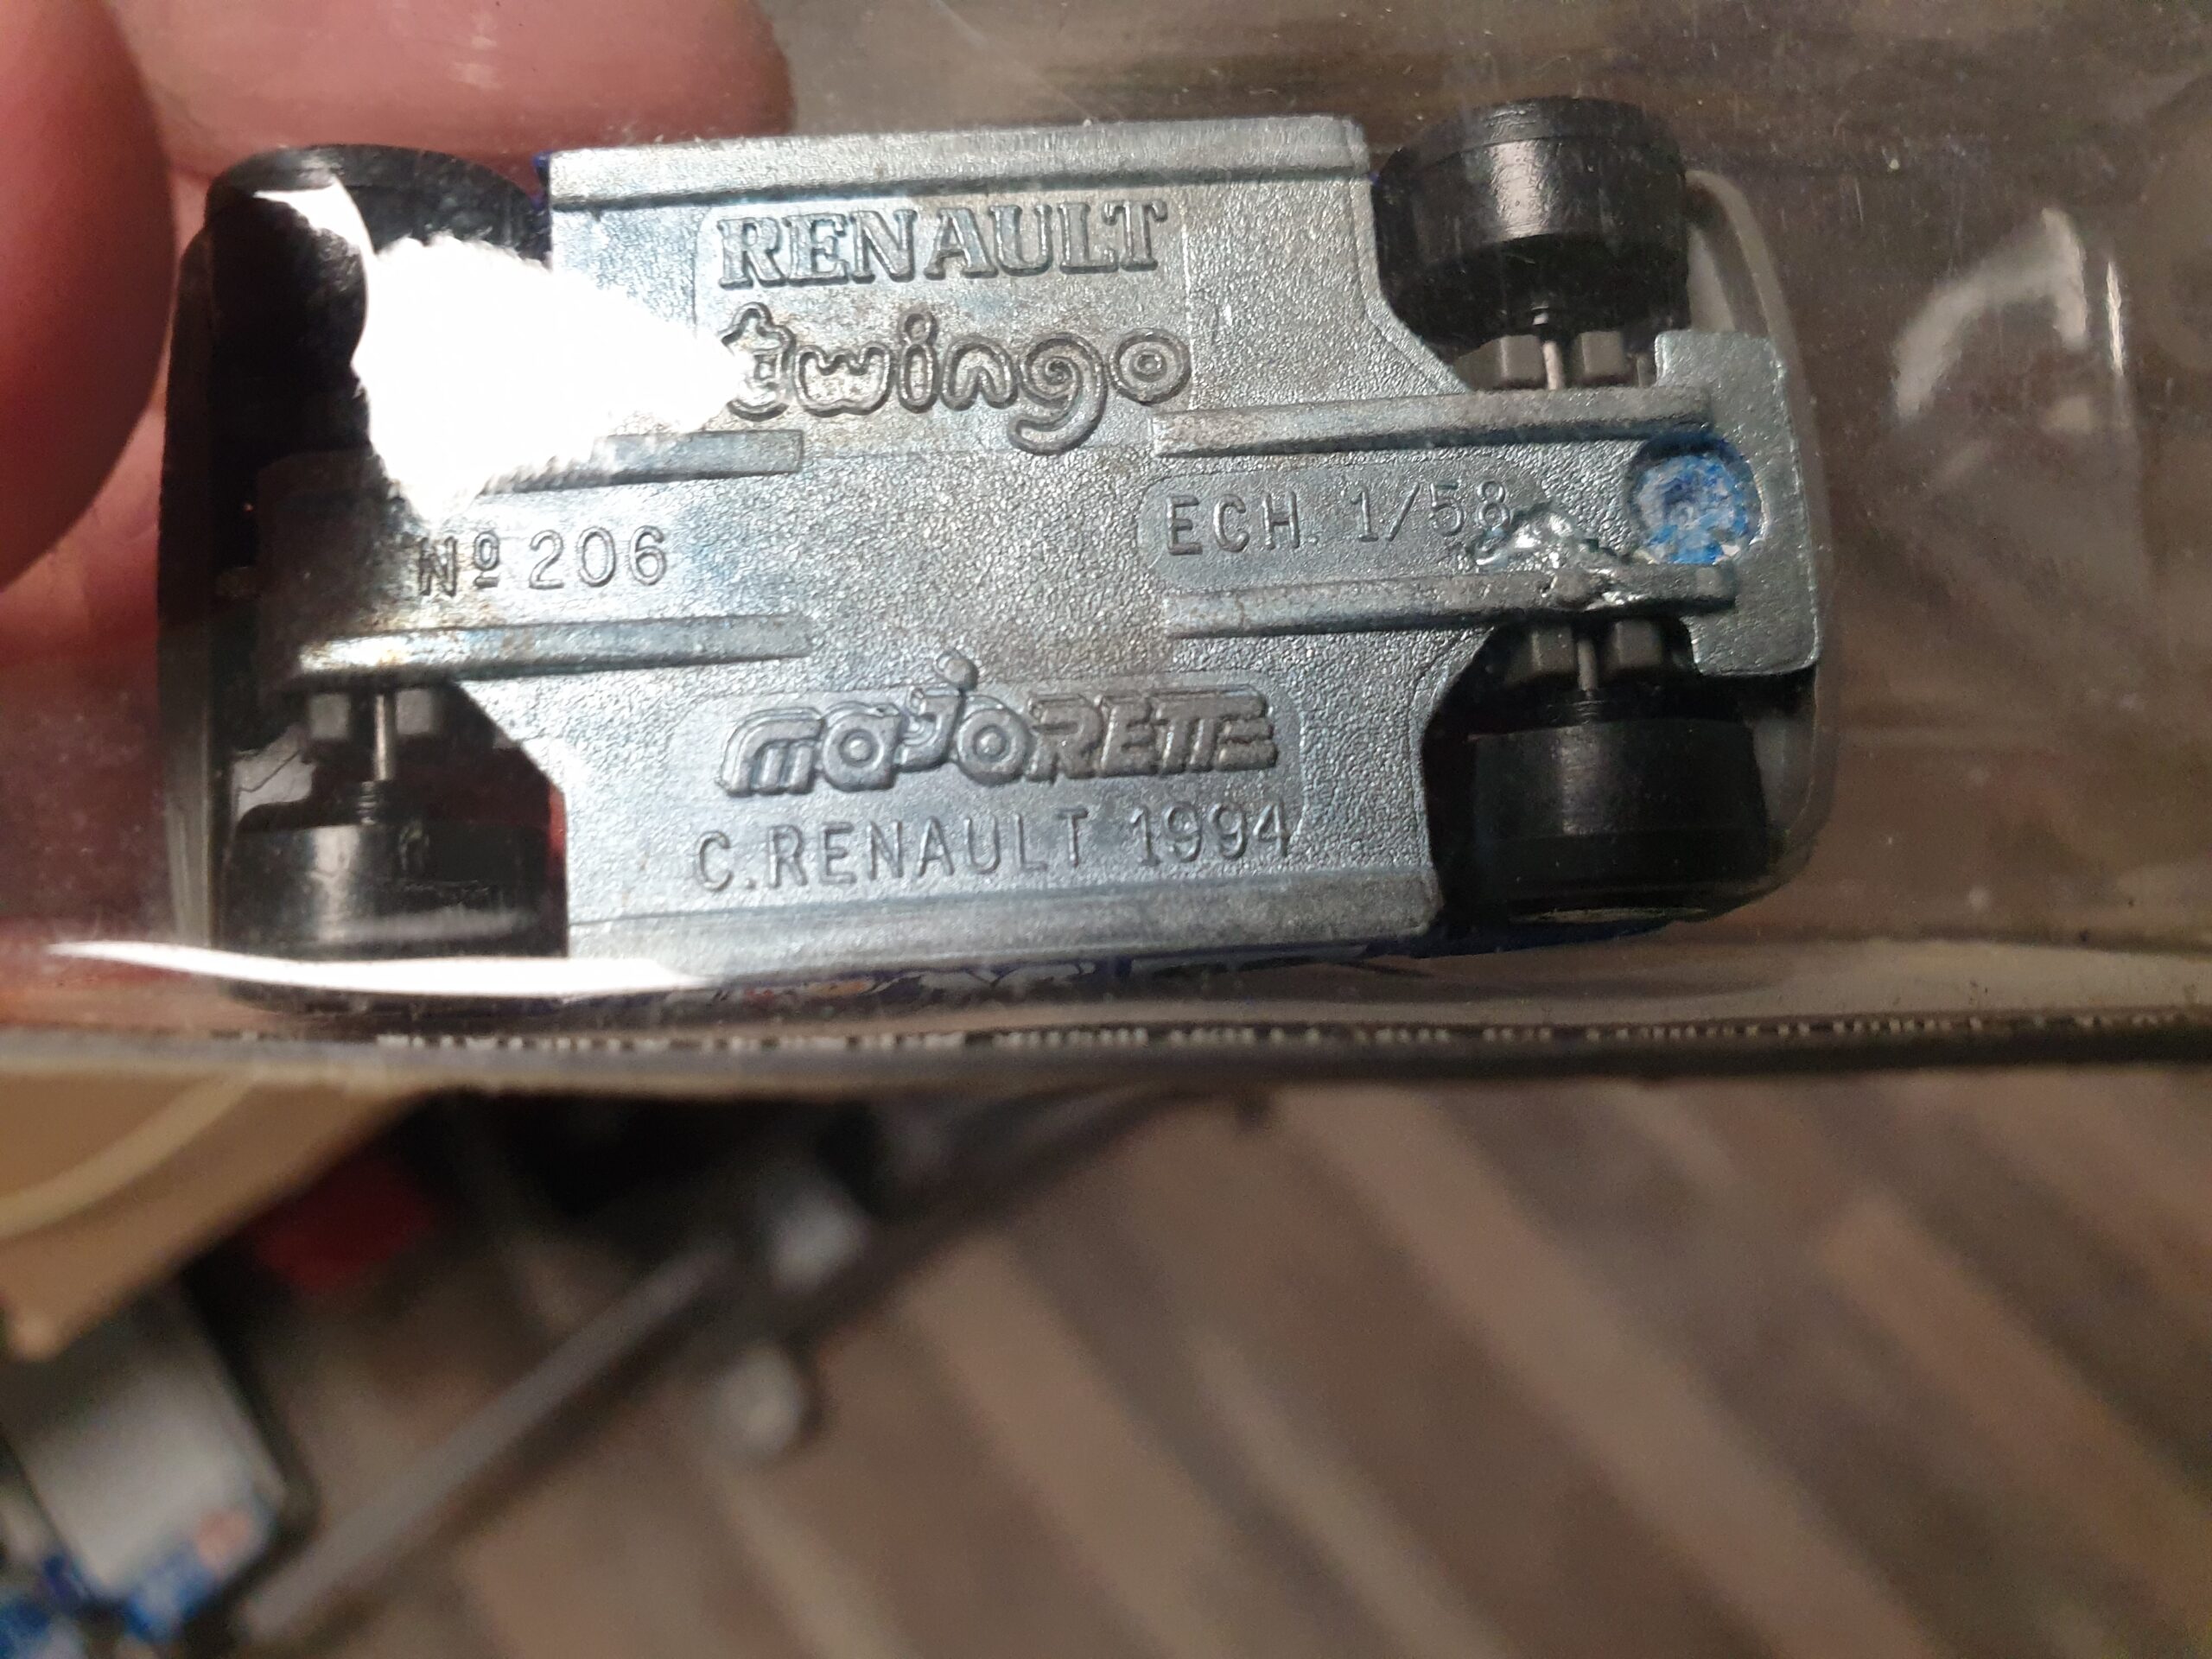 RENAULT
twingo
Nº 206
ECH. 1/58
majoRETTE
C.RENAULT 1994